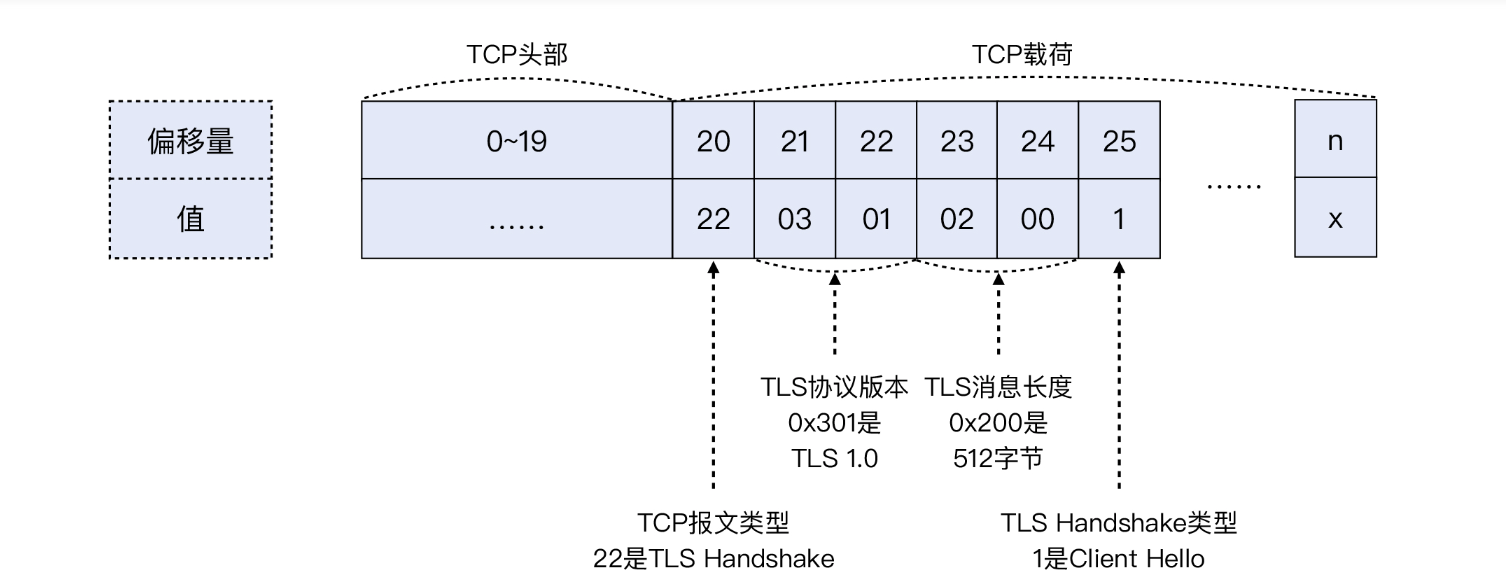 TCP头部 TCP载荷
偏移量 0~19 20 21 22 23 24 25 n
......
值 ...... 22 03 01 02 00 1 x
TLS协议版本 TLS消息长度
0x301是 0x200是
TLS 1.0 512字节
TCP报文类型 TLS Handshake类型
22是TLS Handshake 1是Client Hello